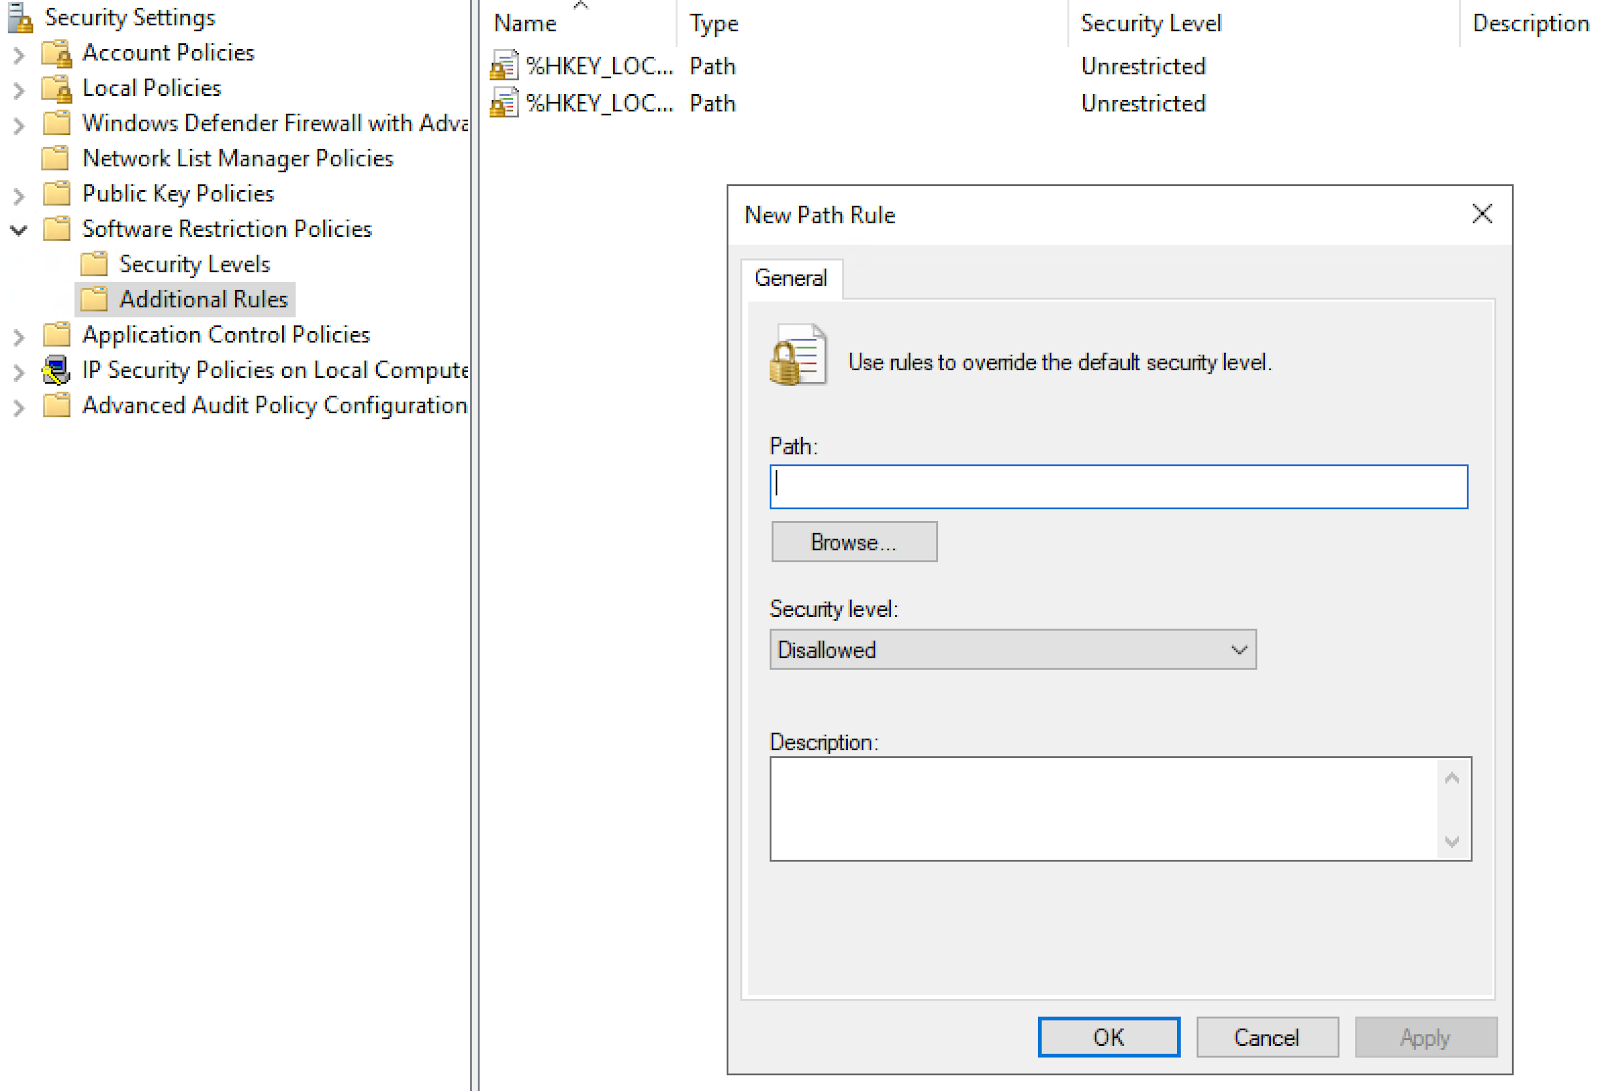 Security Settings
Account Policies
Local Policies
Windows Defender Firewall with Adva
Network List Manager Policies
Public Key Policies
Software Restriction Policies
Security Levels
Additional Rules
Application Control Policies
IP Security Policies on Local Compute
Advanced Audit Policy Configuration
Name Type Security Level Description
%HKEY_LOC... Path Unrestricted
%HKEY_LOC... Path Unrestricted
New Path Rule
General
Use rules to override the default security level.
Path:
Browse...
Security level:
Disallowed
Description:
OK Cancel Apply